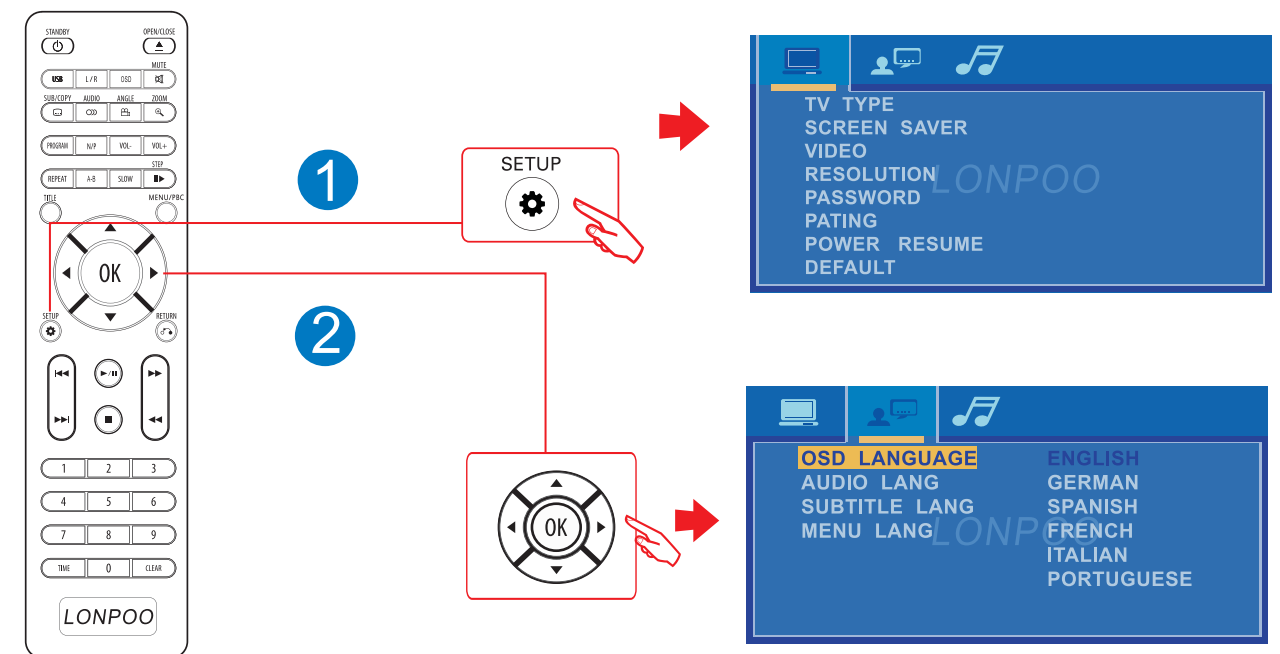 STANDBY OPEN/CLOSE
MUTE
USB L/R OSD
SUB/COPY AUDIO ANGLE ZOOM
PROGRAM N/P VOL- VOL+
STEP
REPEAT A-B SLOW
TITLE MENU/PBC
OK
SETUP RETURN
1 2 3
4 5 6
7 8 9
TIME 0 CLEAR
LONPOO
1
SETUP
2
OK
TV TYPE
SCREEN SAVER
VIDEO
RESOLUTION
PASSWORD
PATING
POWER RESUME
DEFAULT
LONPOO
OSD LANGUAGE ENGLISH
AUDIO LANG GERMAN
SUBTITLE LANG SPANISH
MENU LANG FRENCH
ITALIAN
PORTUGUESE
LONPOO